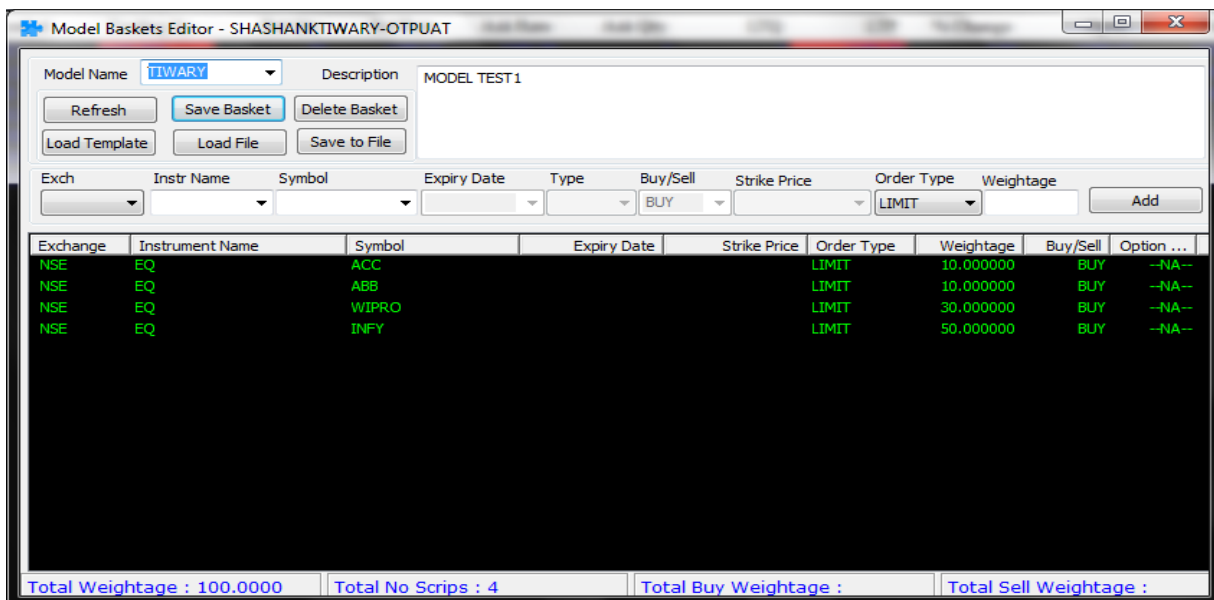 Model Baskets Editor - SHASHANKTIWARY-OTPUAT
Model Name TIWARY Description MODEL TEST1
Refresh Save Basket Delete Basket
Load Template Load File Save to File
Exch Instr Name Symbol Expiry Date Type Buy/Sell Strike Price Order Type Weightage
BUY LIMIT Add
Exchange Instrument Name Symbol Expiry Date Strike Price Order Type Weightage Buy/Sell Option ...
NSE EQ ACC LIMIT 10.000000 BUY --NA--
NSE EQ ABB LIMIT 10.000000 BUY --NA--
NSE EQ WIPRO LIMIT 30.000000 BUY --NA--
NSE EQ INFY LIMIT 50.000000 BUY --NA--
Total Weightage : 100.0000 Total No Scrips : 4 Total Buy Weightage : Total Sell Weightage :